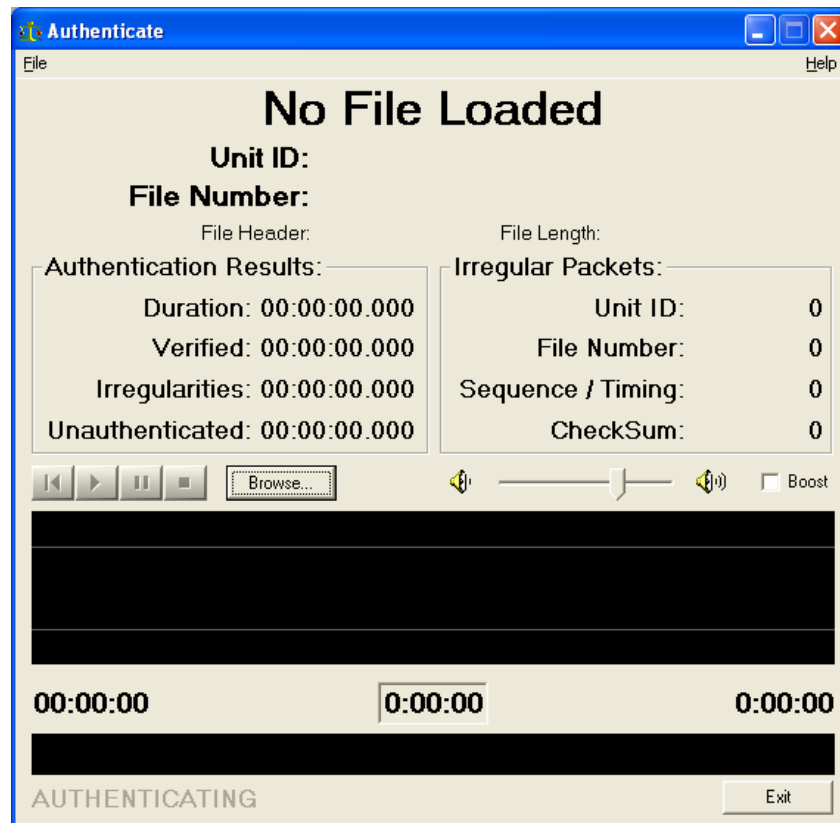 Authenticate
File Help
No File Loaded
Unit ID:
File Number:
File Header: File Length:
Authentication Results: Irregular Packets:
Duration: 00:00:00.000 Unit ID: 0
Verified: 00:00:00.000 File Number: 0
Irregularities: 00:00:00.000 Sequence / Timing: 0
Unauthenticated: 00:00:00.000 CheckSum: 0
Browse... Boost
00:00:00 0:00:00 0:00:00
AUTHENTICATING Exit